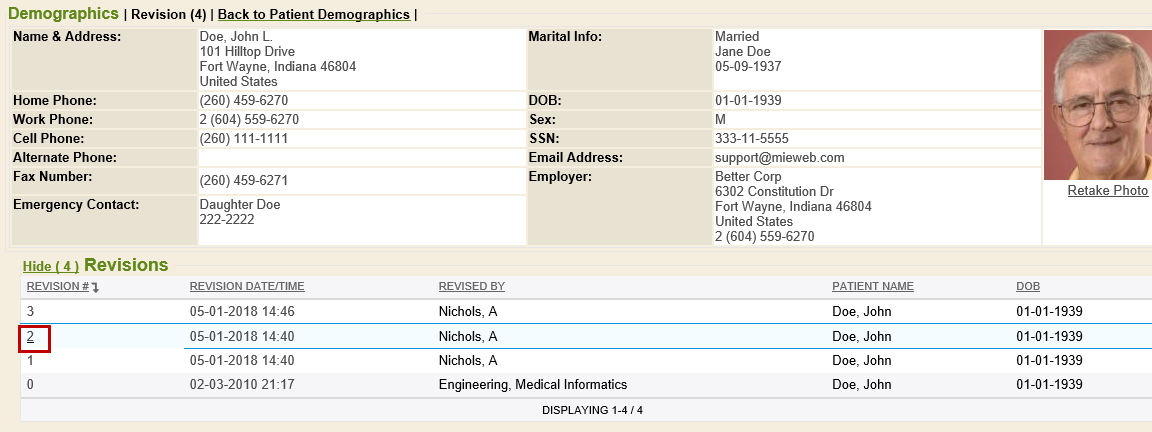 Demographics | Revision (4) | Back to Patient Demographics |
Name & Address: Doe, John L. Marital Info: Married
101 Hilltop Drive Jane Doe
Fort Wayne, Indiana 46804 05-09-1937
United States
Home Phone: (260) 459-6270 DOB: 01-01-1939
Work Phone: 2 (604) 559-6270 Sex: M
Cell Phone: (260) 111-1111 SSN: 333-11-5555
Alternate Phone: Email Address: support@mieweb.com
Fax Number: (260) 459-6271 Employer: Better Corp
6302 Constitution Dr
Retake Photo
Emergency Contact: Daughter Doe Fort Wayne, Indiana 46804
222-2222 United States
2 (604) 559-6270
Hide ( 4 ) Revisions
REVISION # REVISION DATE/TIME REVISED BY PATIENT NAME DOB
3 05-01-2018 14:46 Nichols, A Doe, John 01-01-1939
2 05-01-2018 14:40 Nichols, A Doe, John 01-01-1939
1 05-01-2018 14:40 Nichols, A Doe, John 01-01-1939
0 02-03-2010 21:17 Engineering, Medical Informatics Doe, John 01-01-1939
DISPLAYING 1-4 / 4